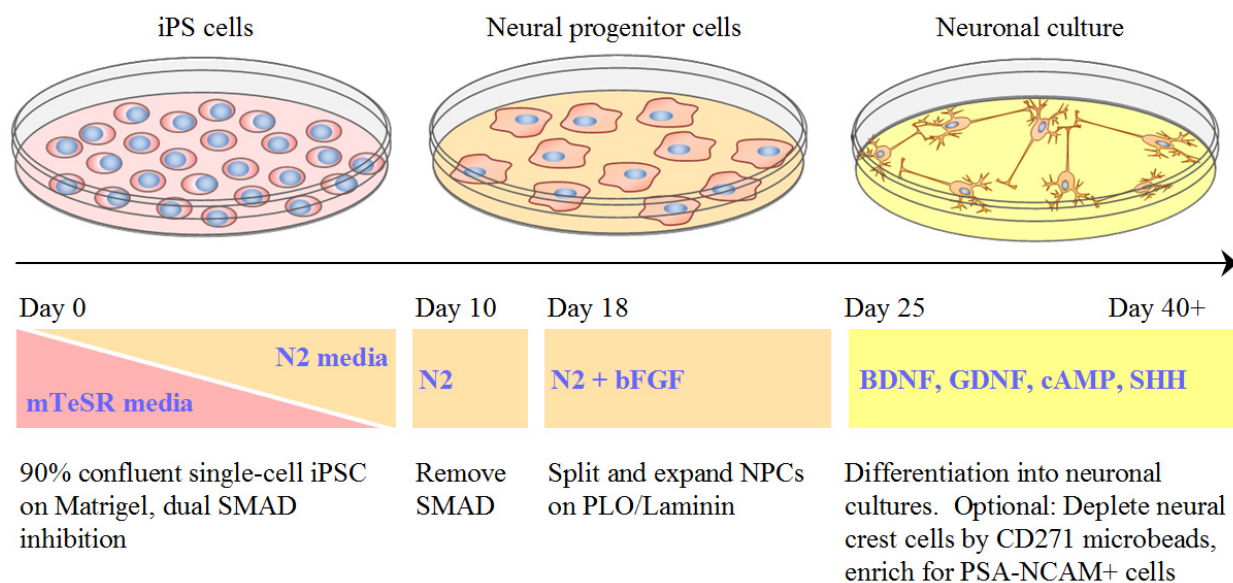 iPS cells
Neural progenitor cells
Neuronal culture
Day 0
Day 10
Day 18
Day 25
Day 40+
N2 media
mTeSR media
N2
N2 + bFGF
BDNF, GDNF, cAMP, SHH
90% confluent single-cell iPSC
on Matrigel, dual SMAD
inhibition
Remove
SMAD
Split and expand NPCs
on PLO/Laminin
Differentiation into neuronal
cultures.  Optional: Deplete neural
crest cells by CD271 microbeads,
enrich for PSA-NCAM+ cells